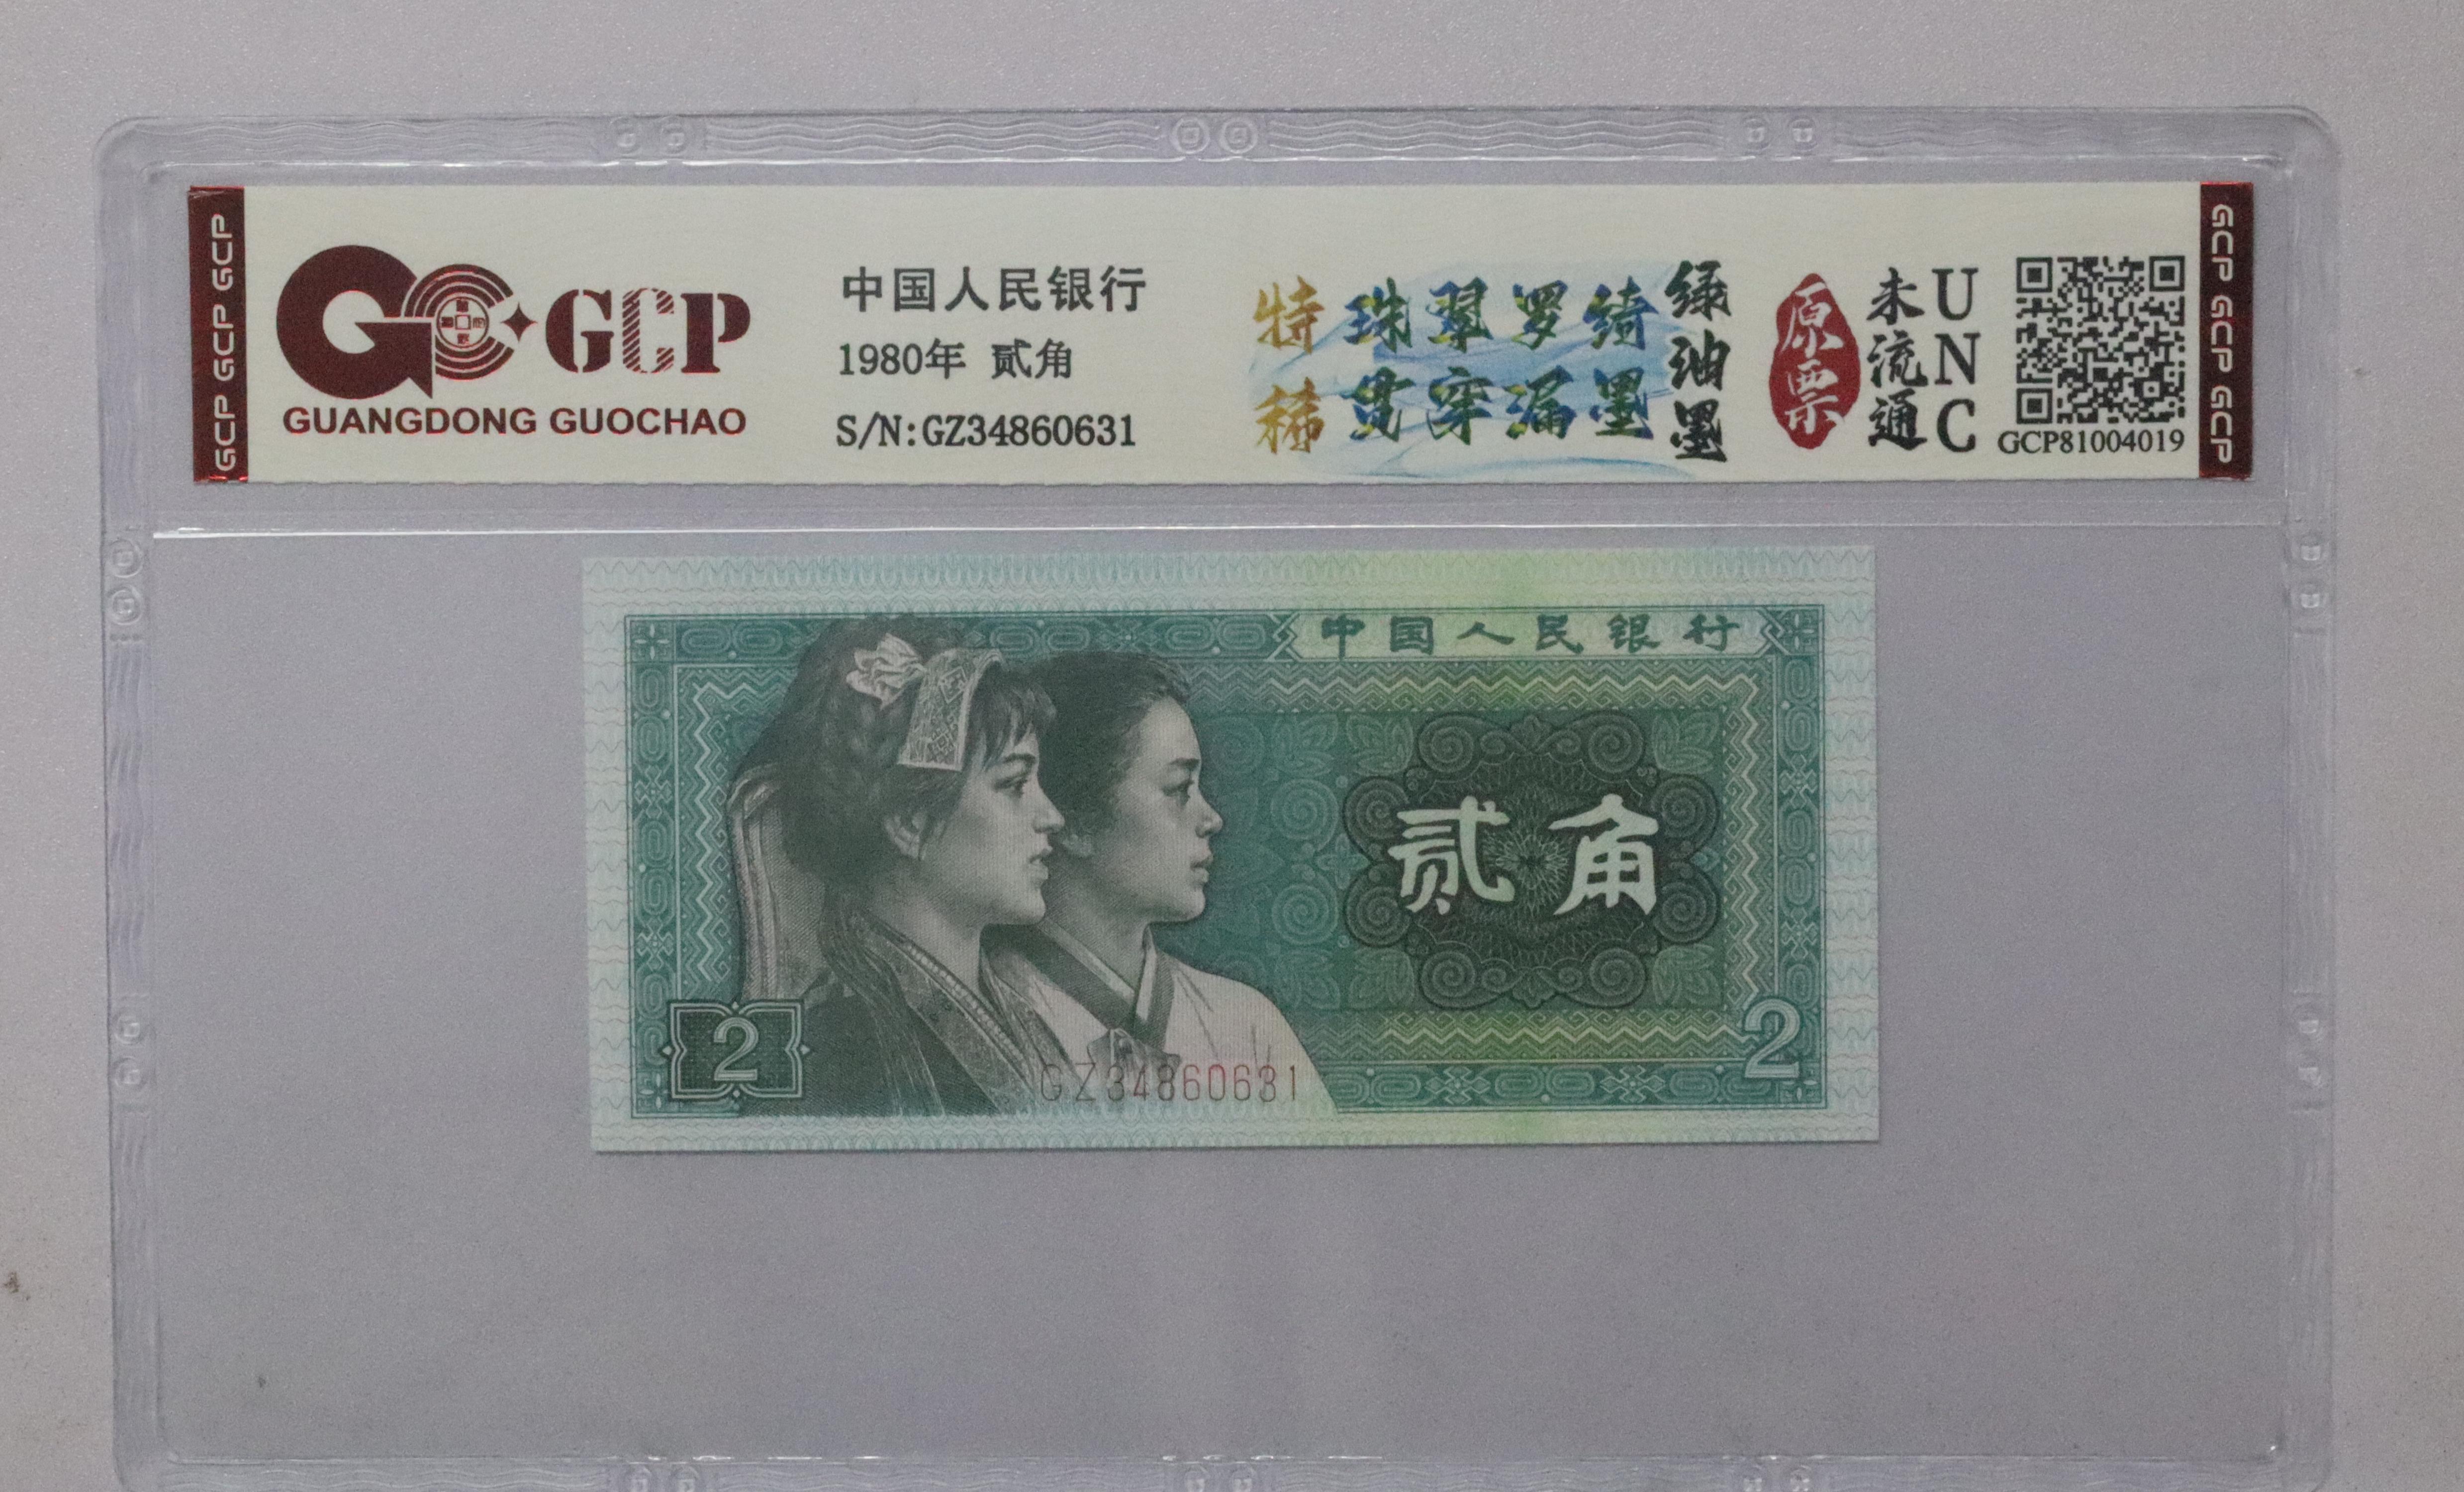 GCP GCP GCP
GCP
GUANGDONG GUOCHAO
中国人民银行
1980年 贰角
S/N:GZ34860631
特稀
珠翠罗绮
贯穿漏墨
绿油墨
原票
未流通
UNC
GCP81004019
GCP GCP GCP
中国人民银行
贰角
2
2
GZ34860631